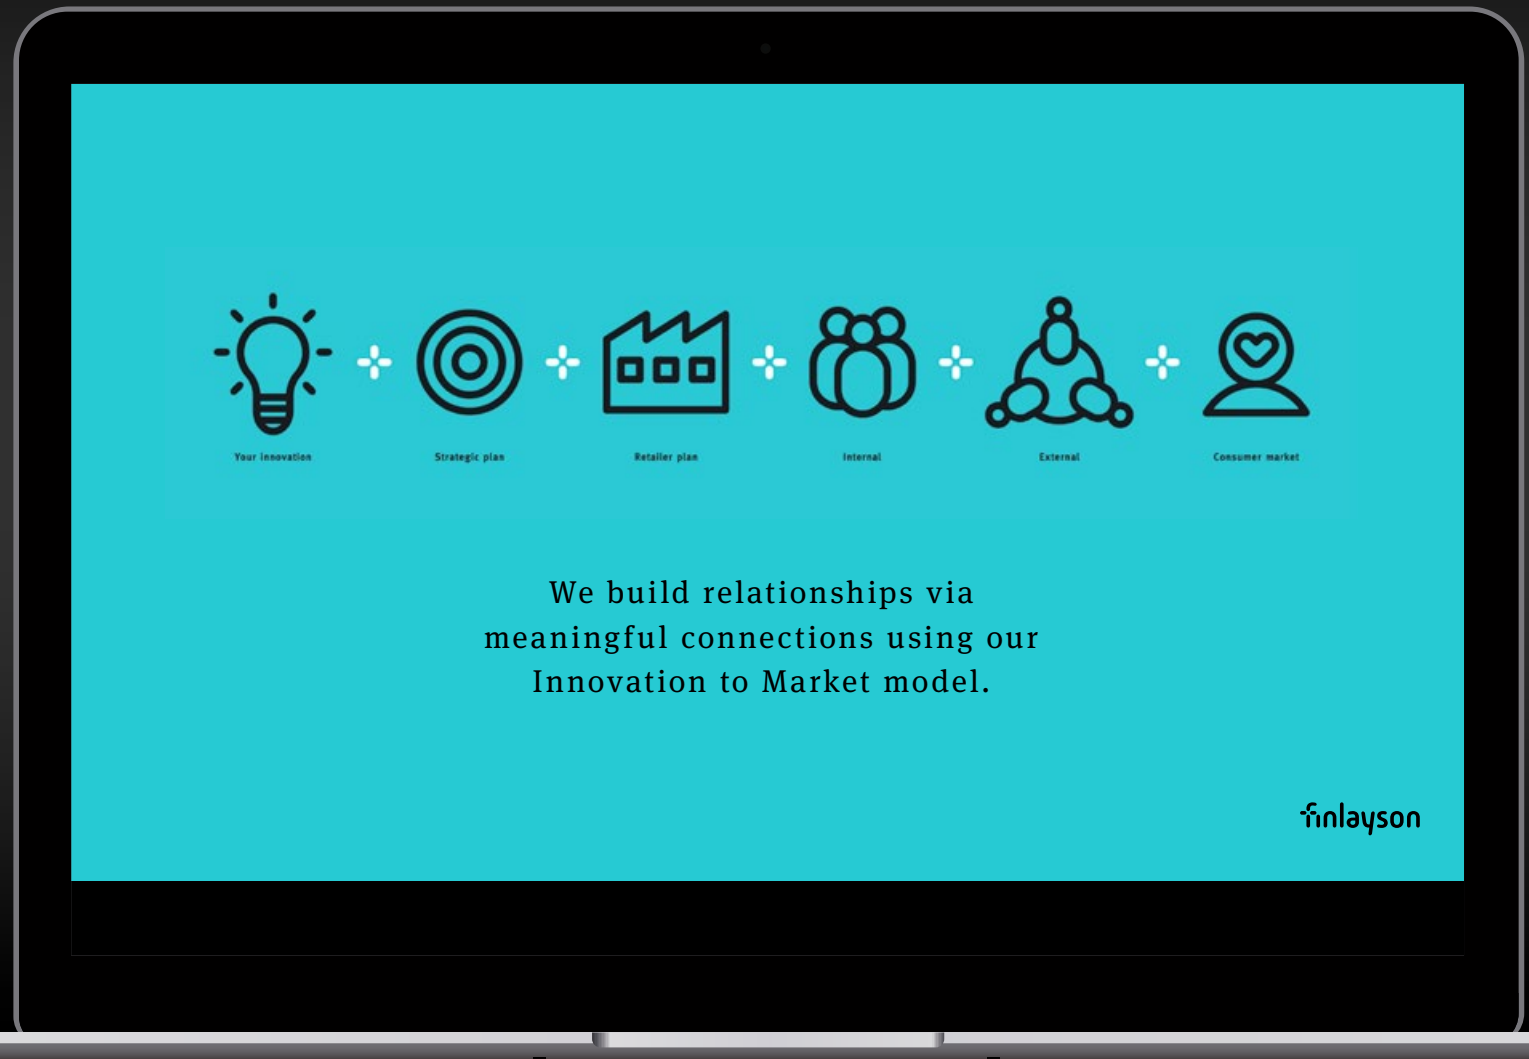 Your innovation
Strategic plan
Retailer plan
Internal
External
Consumer market
We build relationships via
meaningful connections using our
Innovation to Market model.
finlayson